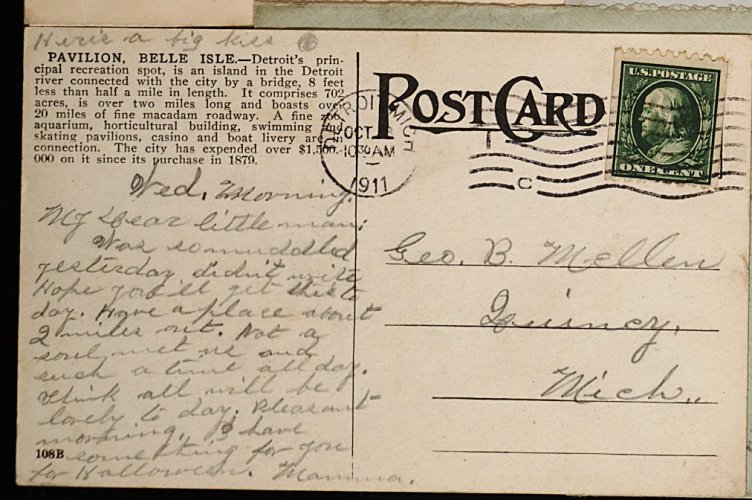 Here's a big kiss
PAVILION, BELLE ISLE.—Detroit's prin-
cipal recreation spot, is an island in the Detroit
river connected with the city by a bridge, 8 feet
less than half a mile in length. It comprises 702
acres, is over two miles long and boasts over
20 miles of fine macadam roadway. A fine zoo,
aquarium, horticultural building, swimming and
skating pavilions, casino and boat livery are in
connection. The city has expended over $1,500,-
000 on it since its purchase in 1879.
Wed. Morning.
My Dear little man:
Was so muddled
yesterday didn't write
Hope you'll get this to
day. Have a place about
2 miles out. Not a
soul met us and
such a time all day.
Think all will be
lovely to day. Pleasant
morning. I have
something for you
for Halloween. Mamma.
108B
POST CARD
DETROIT, MICH.
OCT
10 30 AM
1911
T
C
U.S. POSTAGE
ONE CENT
Geo. B. Mellen
Quincy,
Mich.,